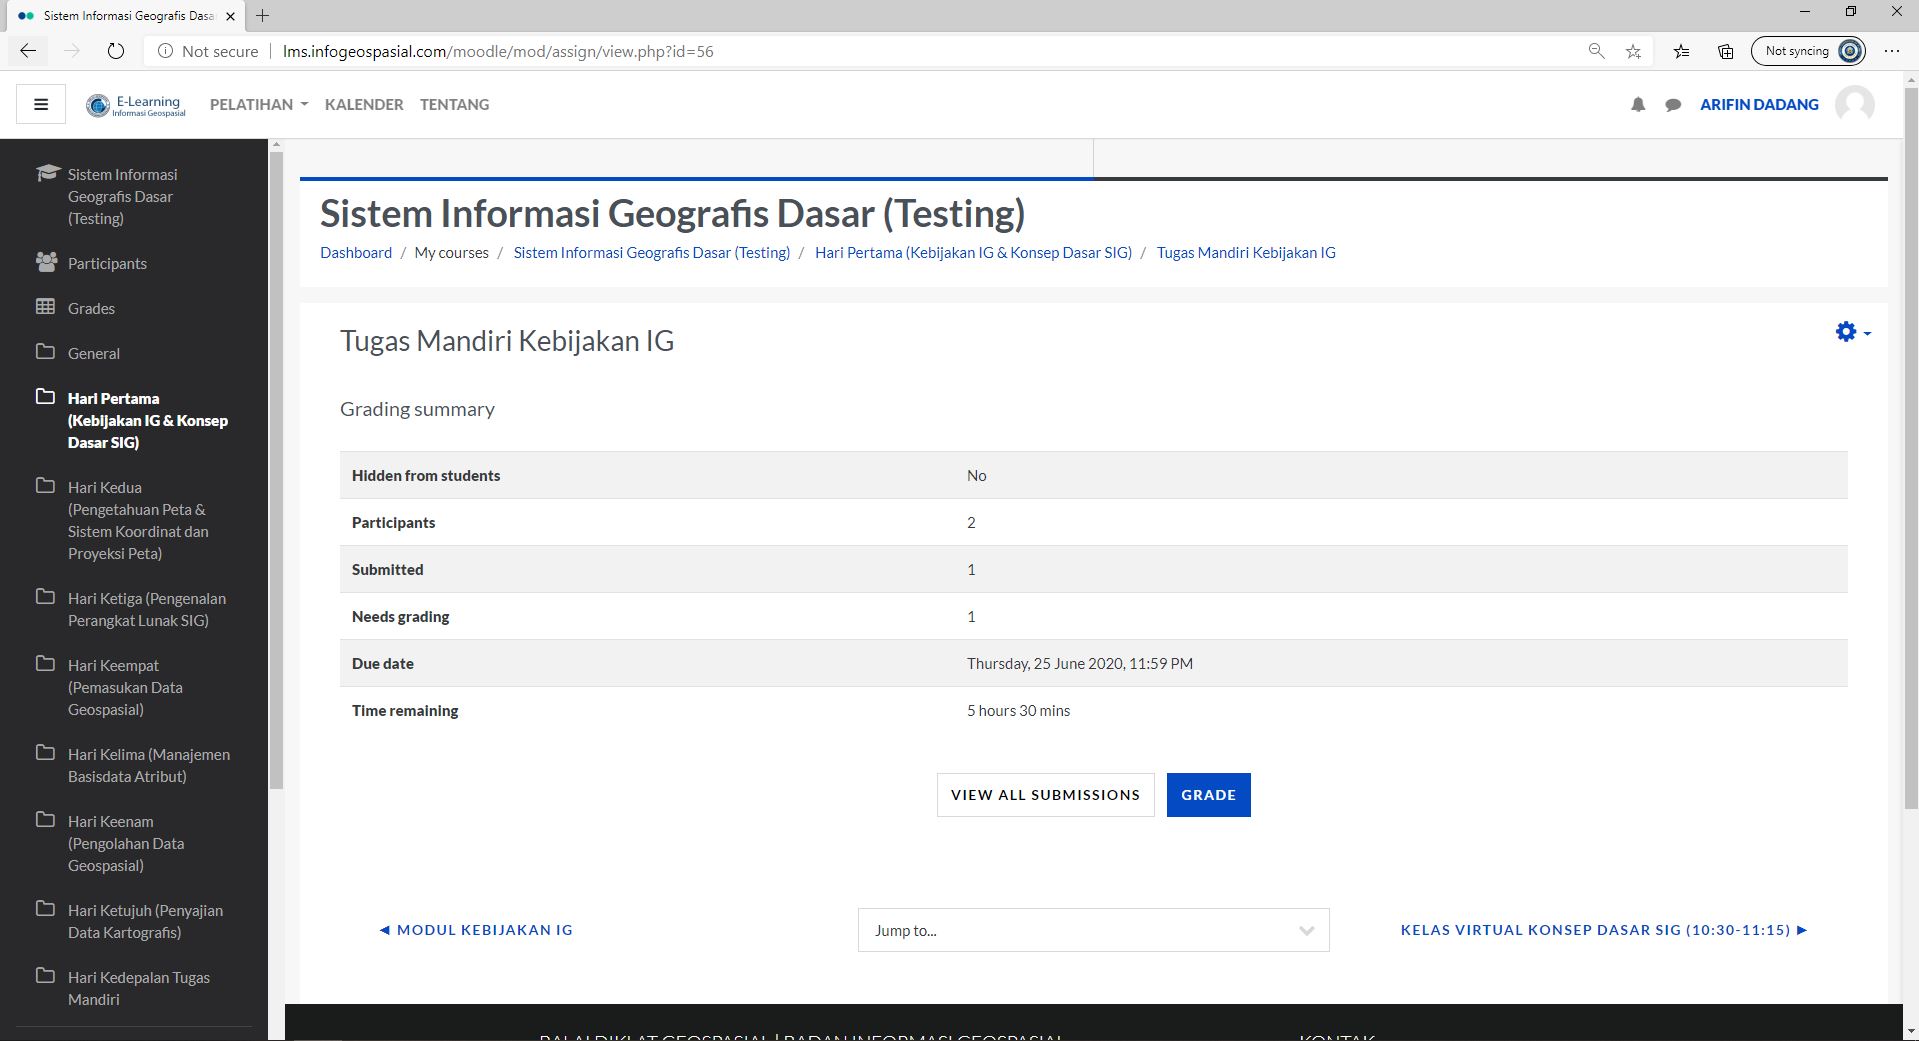 Sistem Informasi Geografis Dasa
Not secure
lms.infogeospasial.com/moodle/mod/assign/view.php?id=56
Not syncing
E-Learning
Informasi Geospasial
PELATIHAN
KALENDER
TENTANG
ARIFIN DADANG
Sistem Informasi
Geografis Dasar
(Testing)
Participants
Grades
General
Hari Pertama
(Kebijakan IG & Konsep
Dasar SIG)
Hari Kedua
(Pengetahuan Peta &
Sistem Koordinat dan
Proyeksi Peta)
Hari Ketiga (Pengenalan
Perangkat Lunak SIG)
Hari Keempat
(Pemasukan Data
Geospasial)
Hari Kelima (Manajemen
Basisdata Atribut)
Hari Keenam
(Pengolahan Data
Geospasial)
Hari Ketujuh (Penyajian
Data Kartografis)
Hari Kedepalan Tugas
Mandiri
Sistem Informasi Geografis Dasar (Testing)
Dashboard / My courses / Sistem Informasi Geografis Dasar (Testing) / Hari Pertama (Kebijakan IG & Konsep Dasar SIG) / Tugas Mandiri Kebijakan IG
Tugas Mandiri Kebijakan IG
Grading summary
Hidden from students No
Participants 2
Submitted 1
Needs grading 1
Due date Thursday, 25 June 2020, 11:59 PM
Time remaining 5 hours 30 mins
VIEW ALL SUBMISSIONS
GRADE
◄ MODUL KEBIJAKAN IG
Jump to...
KELAS VIRTUAL KONSEP DASAR SIG (10:30-11:15) ►
BALAI DIKLAT GEOSPASIAL | BADAN INFORMASI GEOSPASIAL
KONTAK